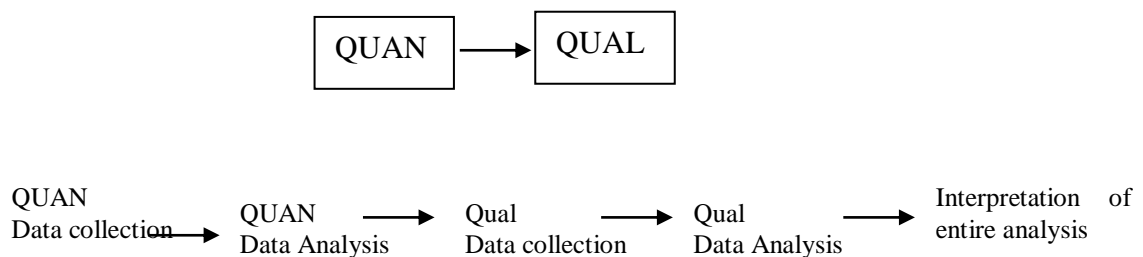 QUAN
QUAL
QUAN
Data collection
QUAN
Data Analysis
Qual
Data collection
Qual
Data Analysis
Interpretation of
entire analysis